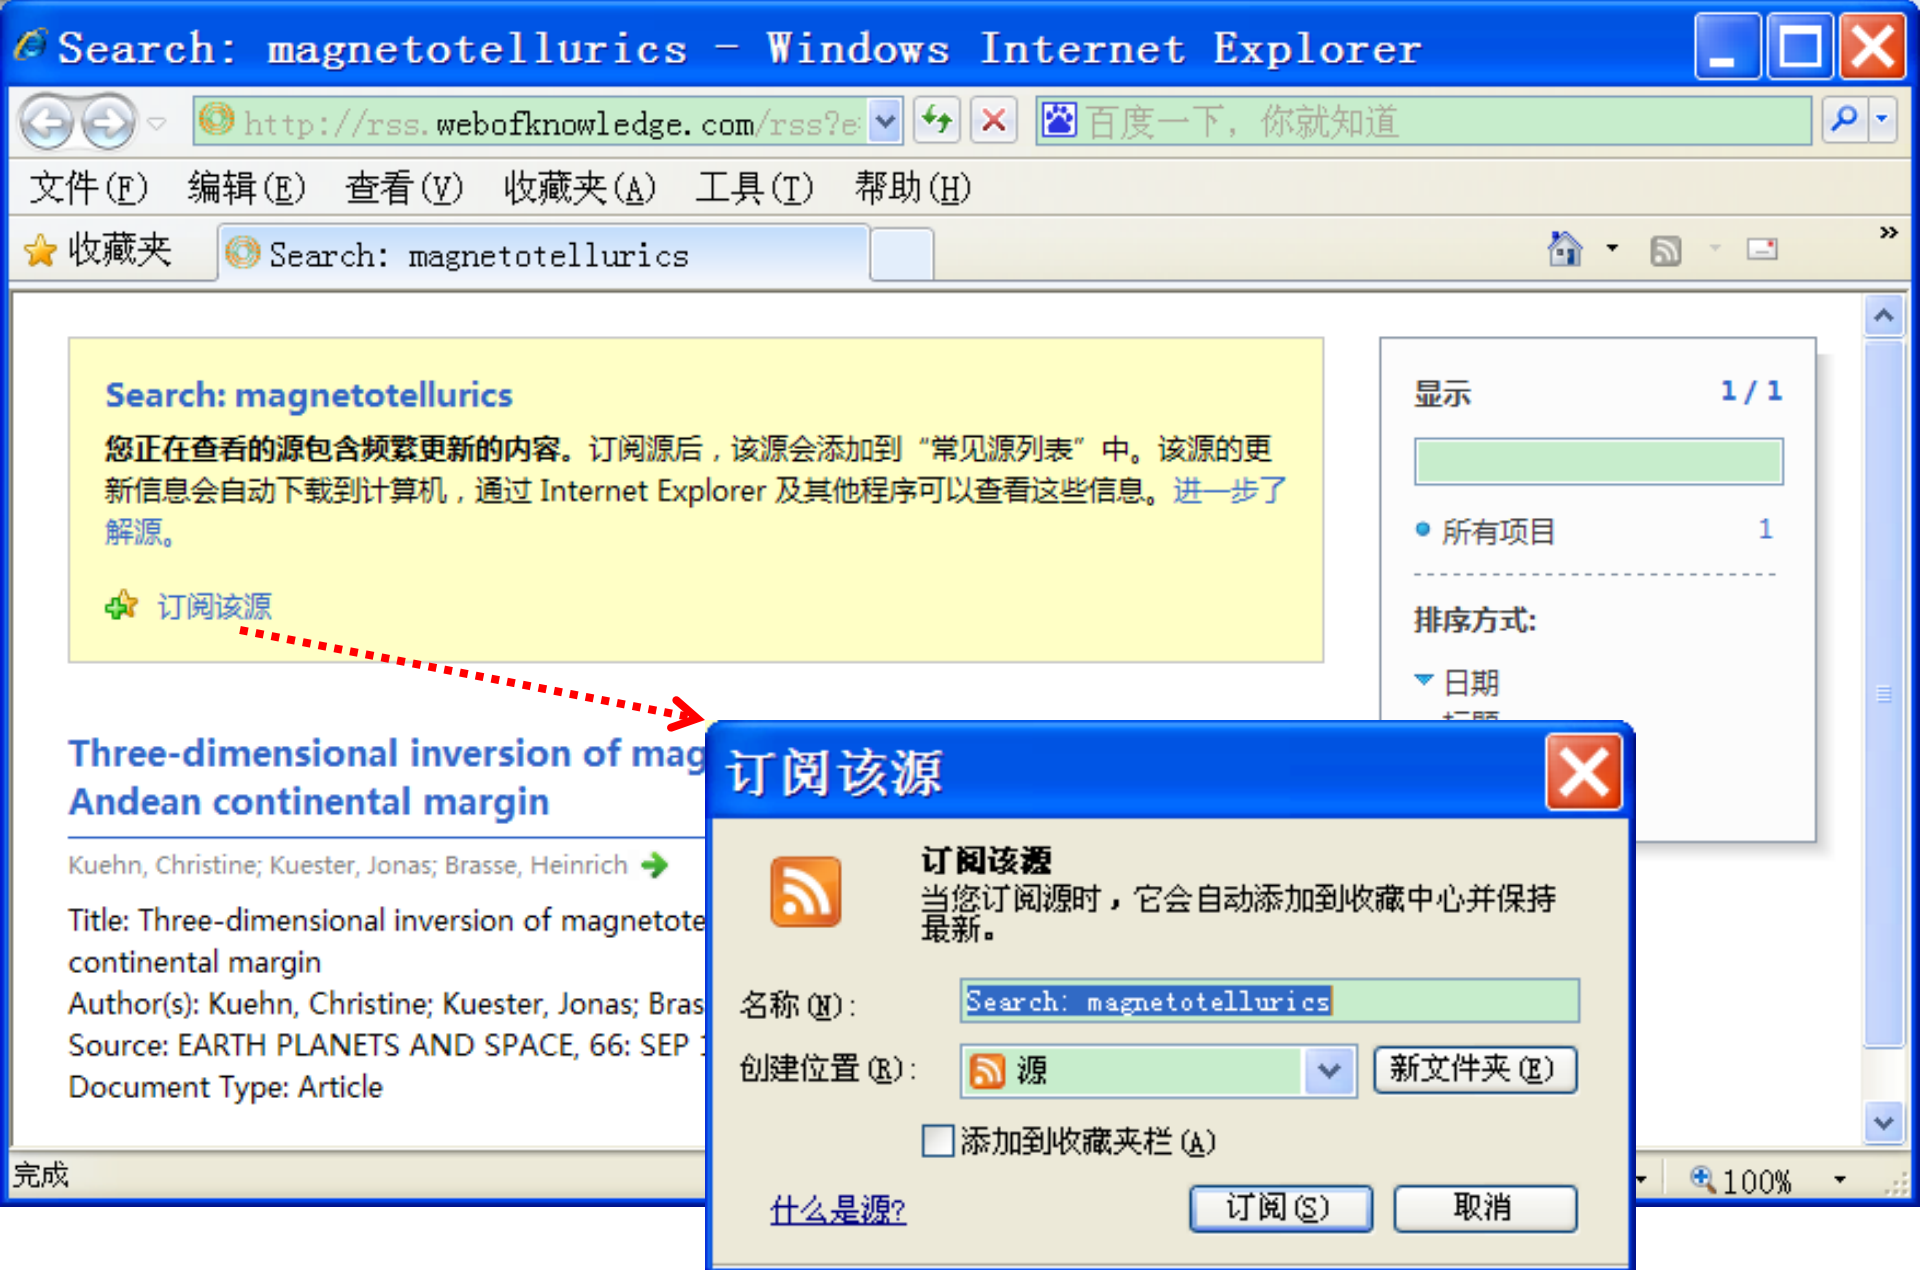 Search: magnetotellurics - Windows Internet Explorer
http://rss.webofknowledge.com/rss?e
百度一下，你就知道
文件(F) 编辑(E) 查看(V) 收藏夹(A) 工具(T) 帮助(H)
收藏夹
Search: magnetotellurics
»
Search: magnetotellurics
您正在查看的源包含频繁更新的内容。订阅源后，该源会添加到“常见源列表”中。该源的更
新信息会自动下载到计算机，通过 Internet Explorer 及其他程序可以查看这些信息。进一步了
解源。
订阅该源
显示 1 / 1
所有项目 1
排序方式:
日期
Three-dimensional inversion of mag
Andean continental margin
Kuehn, Christine; Kuester, Jonas; Brasse, Heinrich
Title: Three-dimensional inversion of magnetote
continental margin
Author(s): Kuehn, Christine; Kuester, Jonas; Bras
Source: EARTH PLANETS AND SPACE, 66: SEP
Document Type: Article
完成
100%
订阅该源
订阅该源
当您订阅源时，它会自动添加到收藏中心并保持
最新。
名称(N):
Search: magnetotellurics
创建位置(R):
源
新文件夹(E)
添加到收藏夹栏(A)
什么是源?
订阅(S)
取消